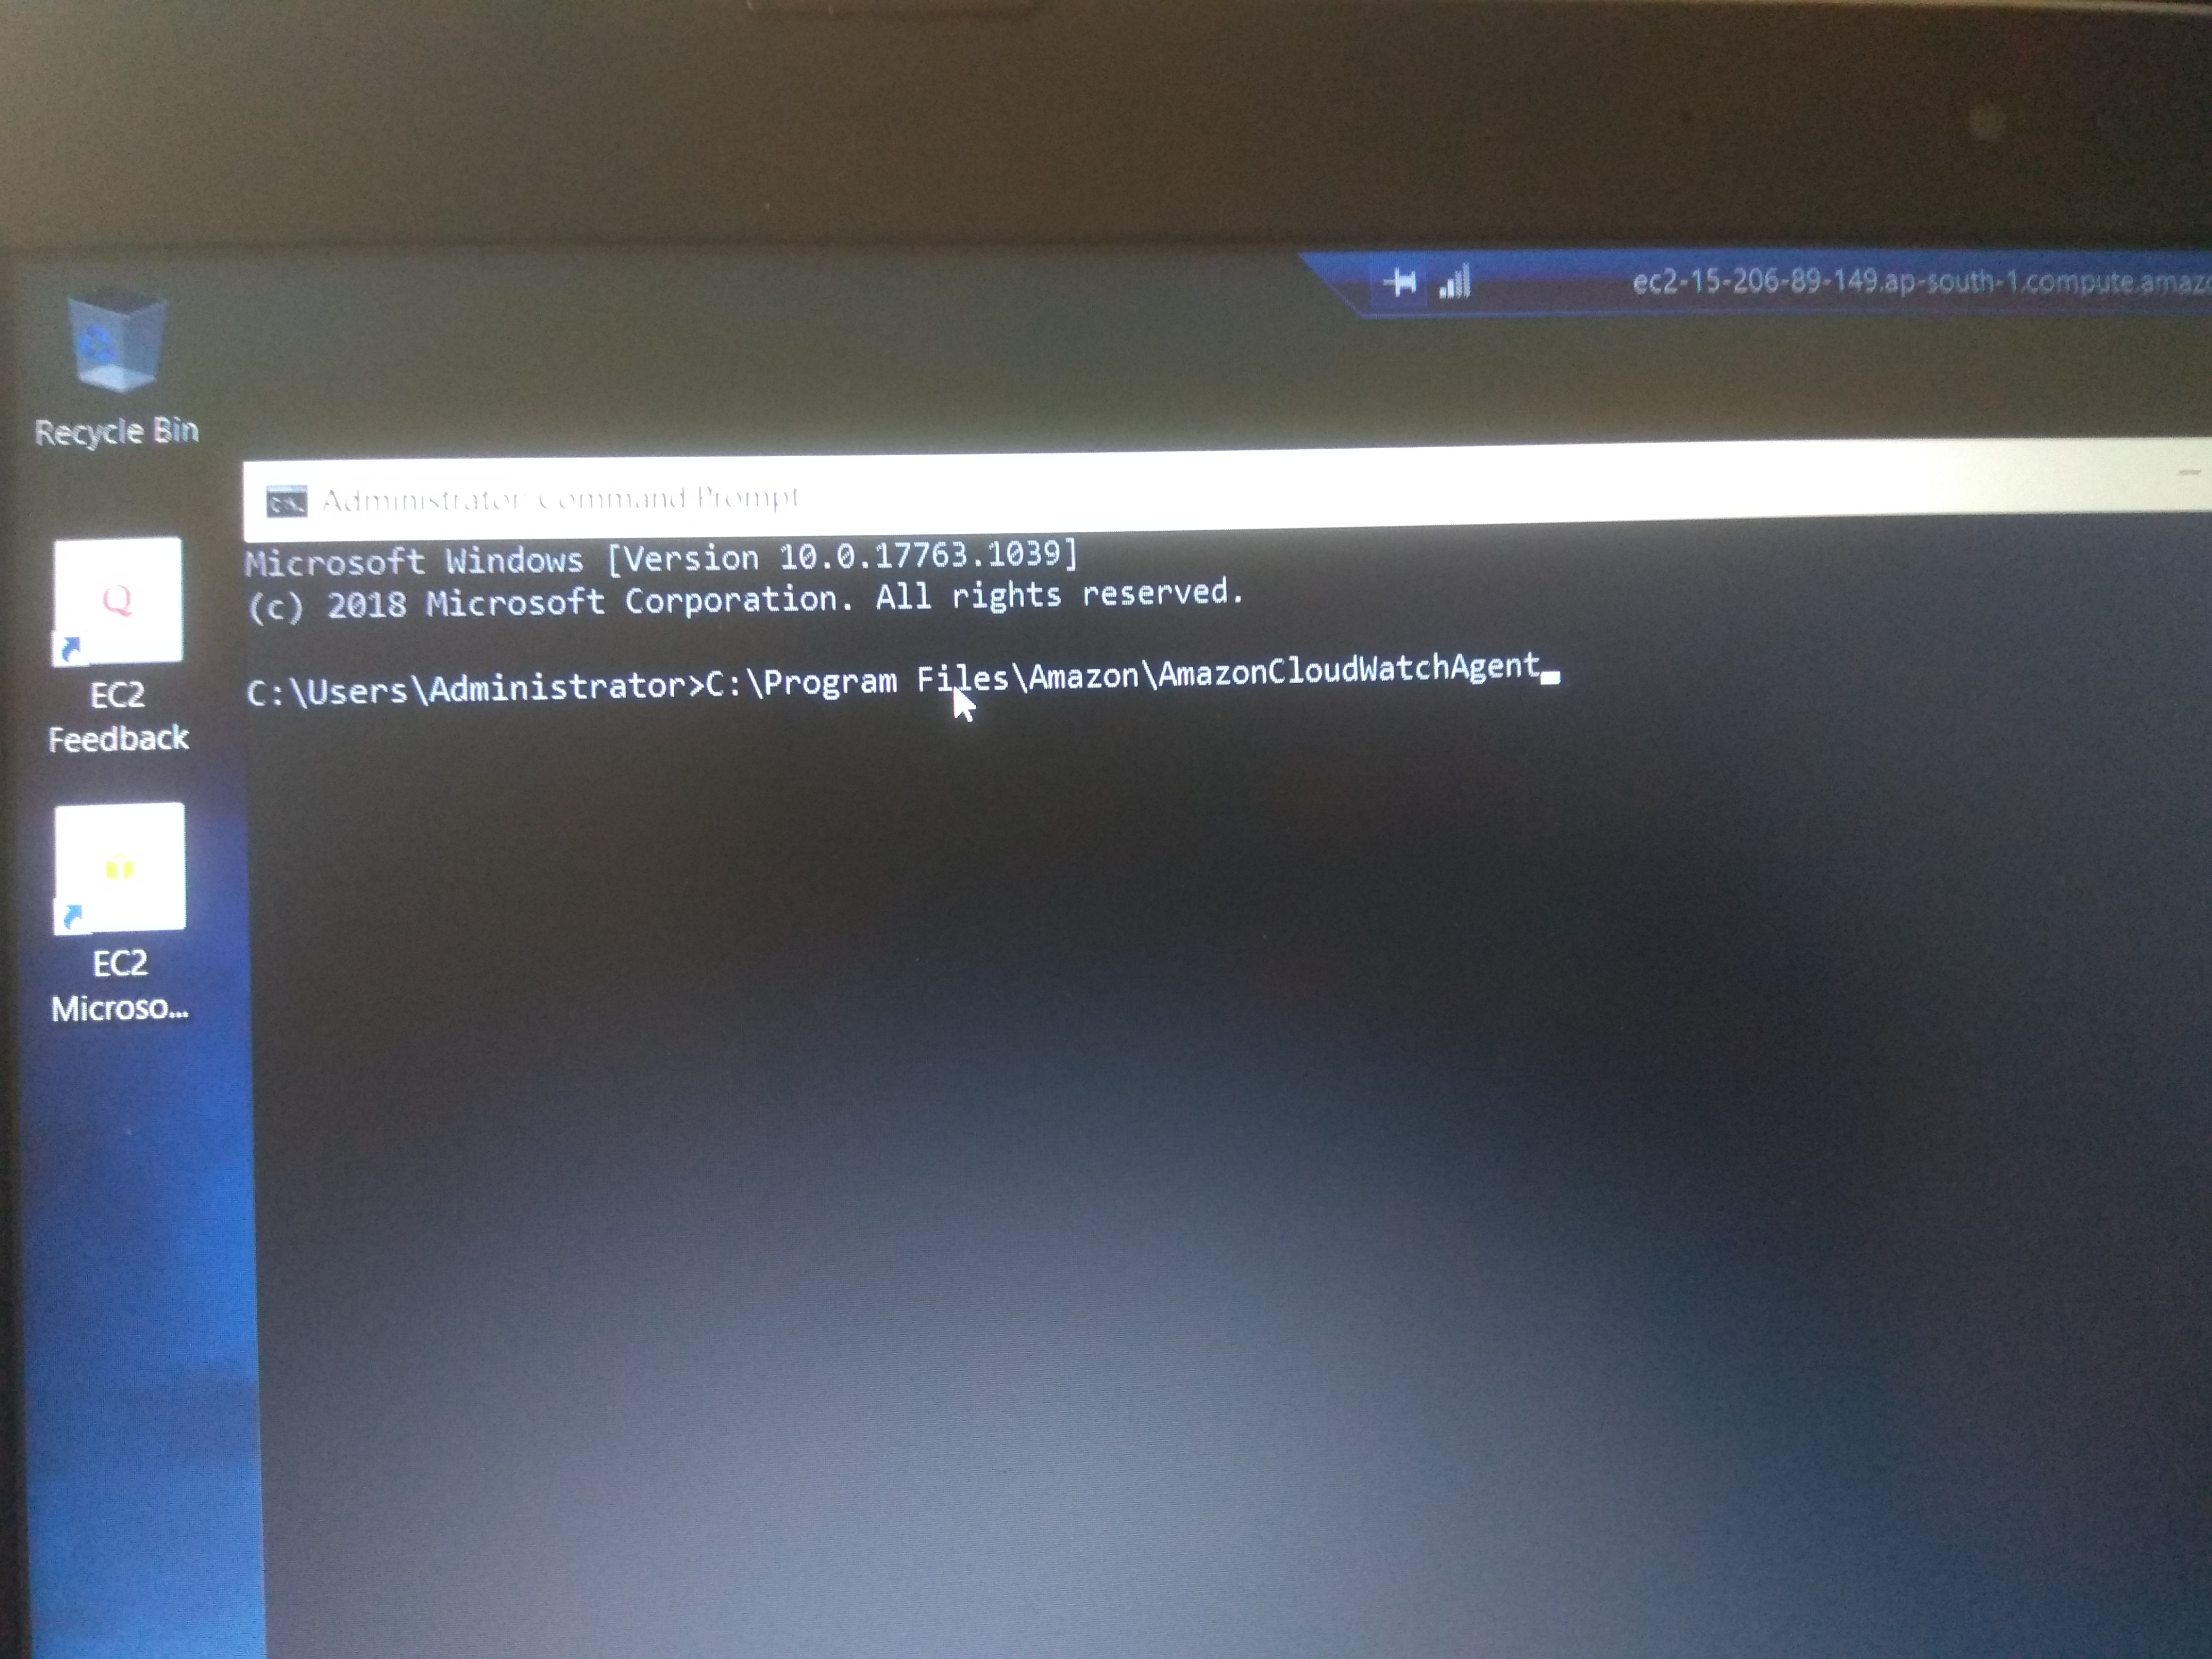 ec2-15-206-89-149.ap-south-1.compute.amazo
Recycle Bin
Administrator: Command Prompt
Microsoft Windows [Version 10.0.17763.1039]
(c) 2018 Microsoft Corporation. All rights reserved.
C:\Users\Administrator>C:\Program Files\Amazon\AmazonCloudWatchAgent
Q
EC2
Feedback
EC2
Microso...